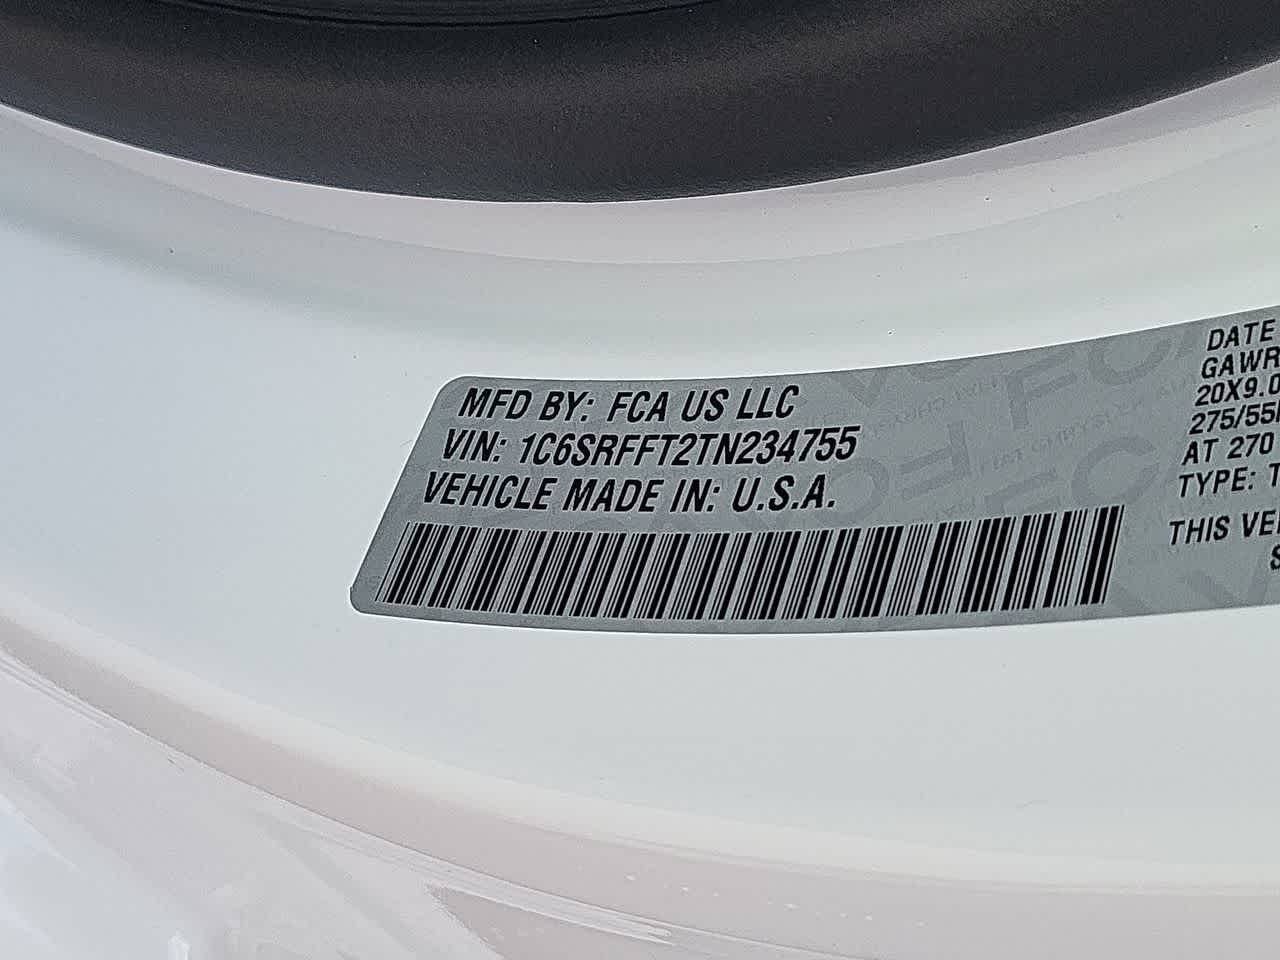 MFD BY: FCA US LLC
VIN: 1C6SRFFT2TN234755
VEHICLE MADE IN: U.S.A.
DATE
GAWR
20X9.0
275/55
AT 270
TYPE: T
THIS VE
S